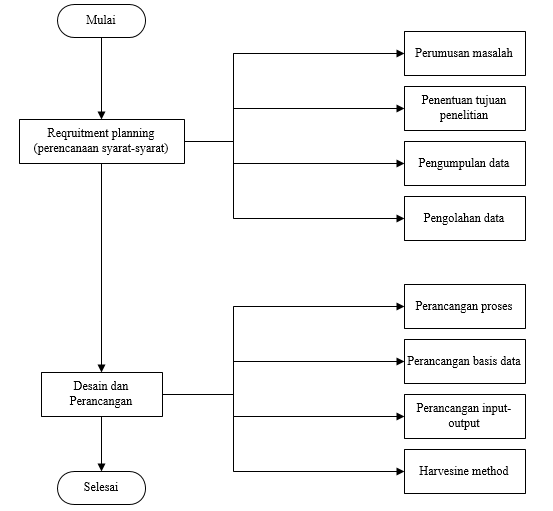 Mulai
Reqruitment planning
(perencanaan syarat-syarat)
Perumusan masalah
Penentuan tujuan
penelitian
Pengumpulan data
Pengolahan data
Desain dan
Perancangan
Perancangan proses
Perancangan basis data
Perancangan input-
output
Harvesine method
Selesai